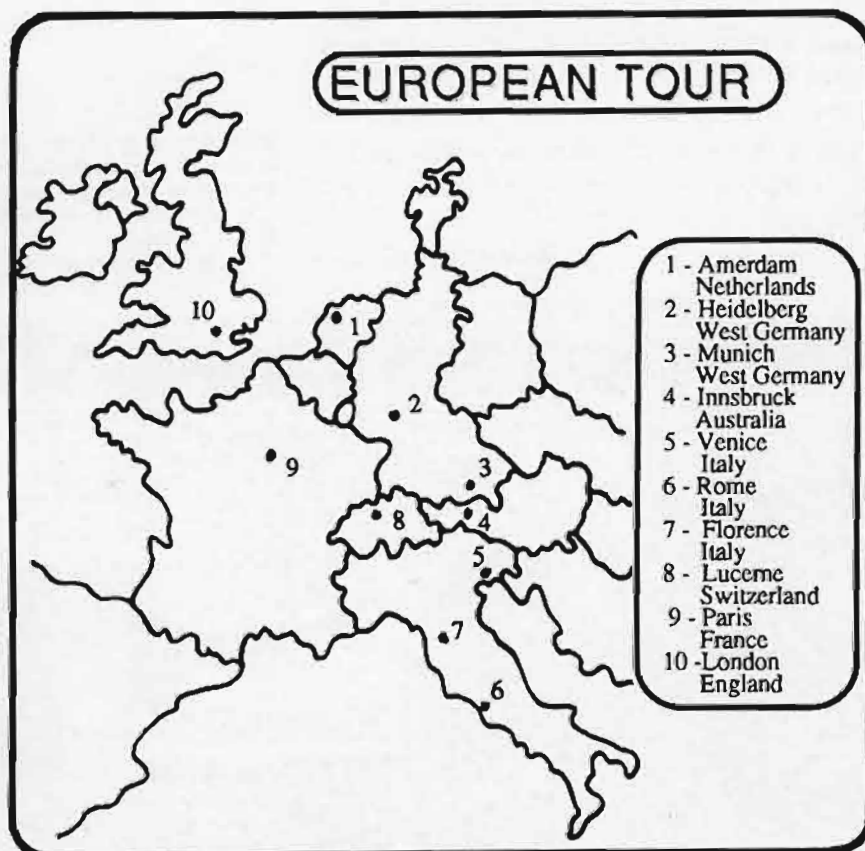 EUROPEAN TOUR
1 - Amerdam
Netherlands
2 - Heidelberg
West Germany
3 - Munich
West Germany
4 - Innsbruck
Australia
5 - Venice
Italy
6 - Rome
Italy
7 - Florence
Italy
8 - Lucerne
Switzerland
9 - Paris
France
10 -London
England
10
1
2
9
3
8
4
5
7
6